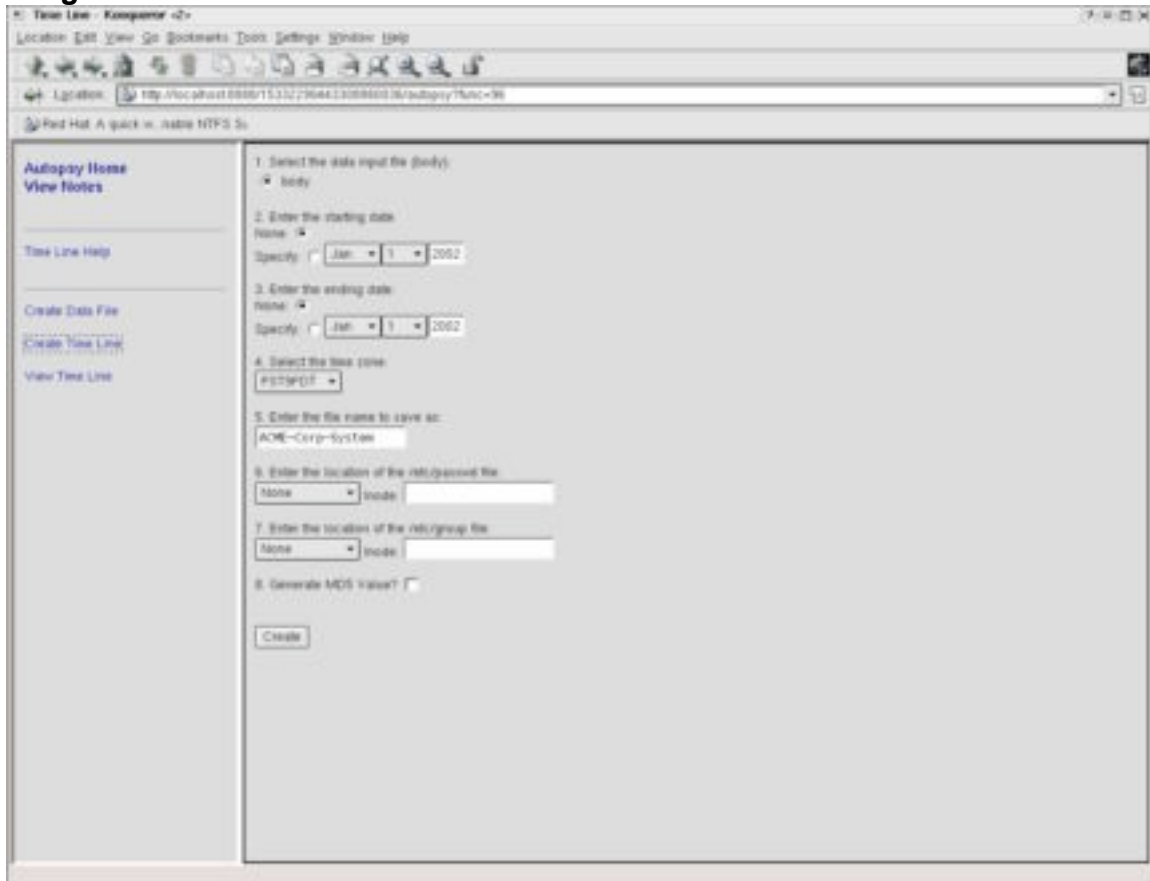 Time Line - Konqueror <2>
Location Edit View Go Bookmarks Tools Settings Window Help
Location:
Red Hat A quick w. nable NTFS Su
Autopsy Home
View Notes
Time Line Help
Create Data File
Create Time Line
View Time Line
1. Select the data input file (body):
body
2. Enter the starting date:
None:
Specify: Jan 1 2002
3. Enter the ending date:
None:
Specify: Jan 1 2002
4. Select the time zone:
5. Enter the file name to save as:
ACME-Corp-System
6. Enter the location of the /etc/passwd file:
None inode:
7. Enter the location of the /etc/group file:
None inode:
8. Generate MD5 Value?
Create